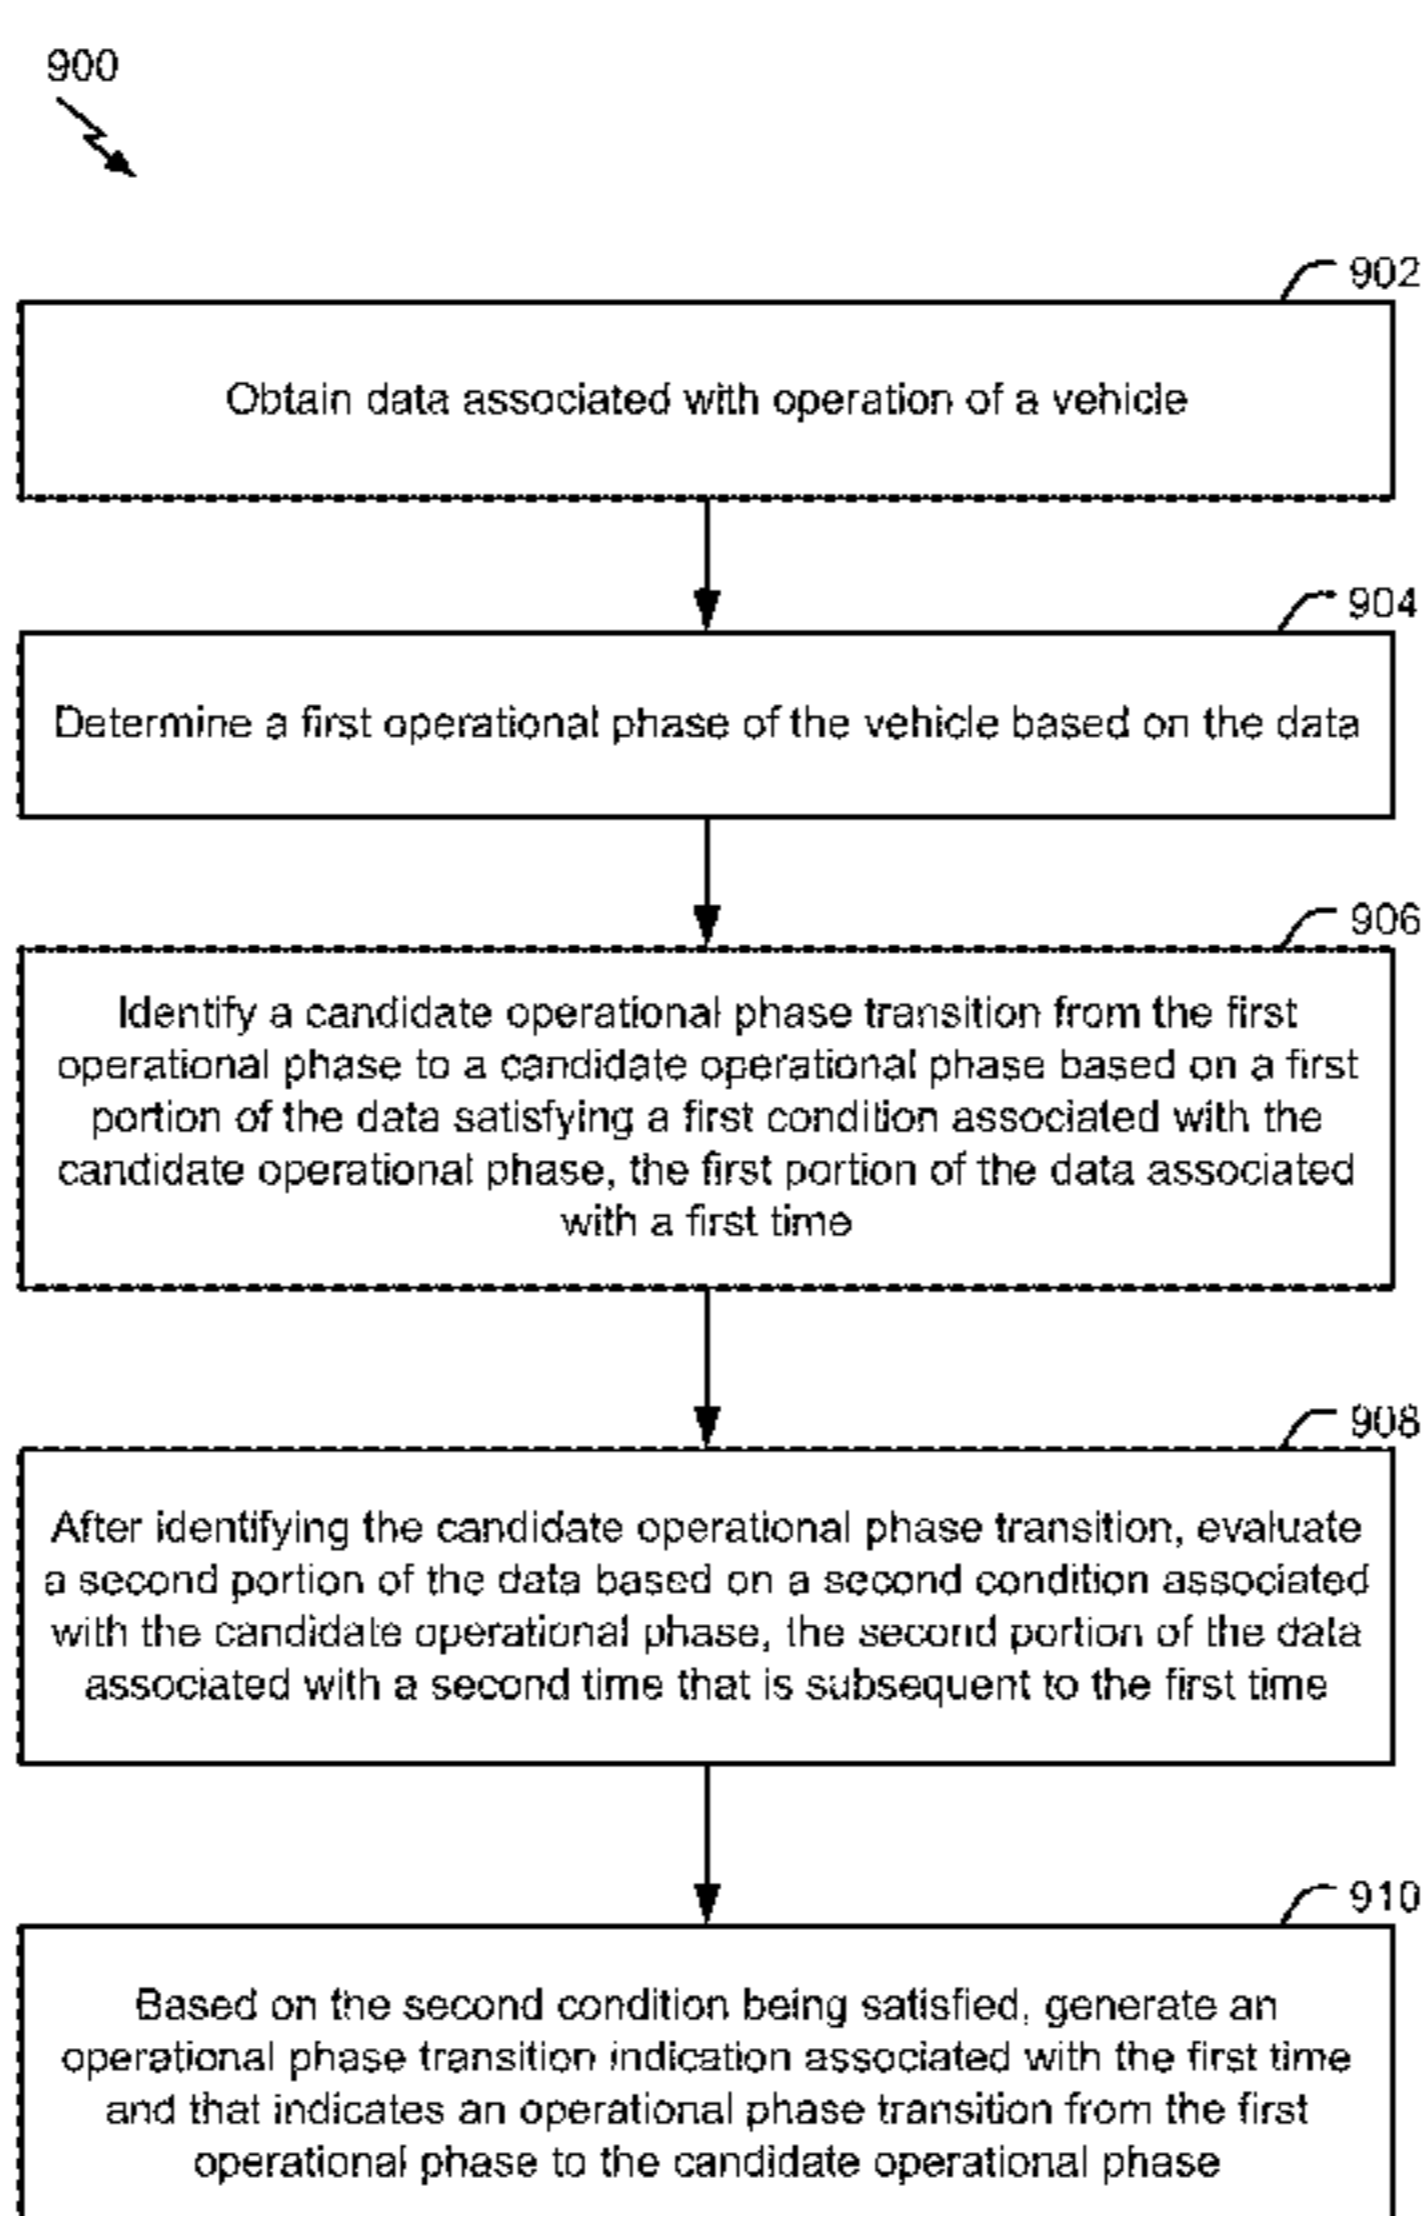 900
902
Obtain data associated with operation of a vehicle
904
Determine a first operational phase of the vehicle based on the data
906
Identify a candidate operational phase transition from the first
operational phase to a candidate operational phase based on a first
portion of the data satisfying a first condition associated with the
candidate operational phase, the first portion of the data associated
with a first time
908
After identifying the candidate operational phase transition, evaluate
a second portion of the data based on a second condition associated
with the candidate operational phase, the second portion of the data
associated with a second time that is subsequent to the first time
910
Based on the second condition being satisfied, generate an
operational phase transition indication associated with the first time
and that indicates an operational phase transition from the first
operational phase to the candidate operational phase